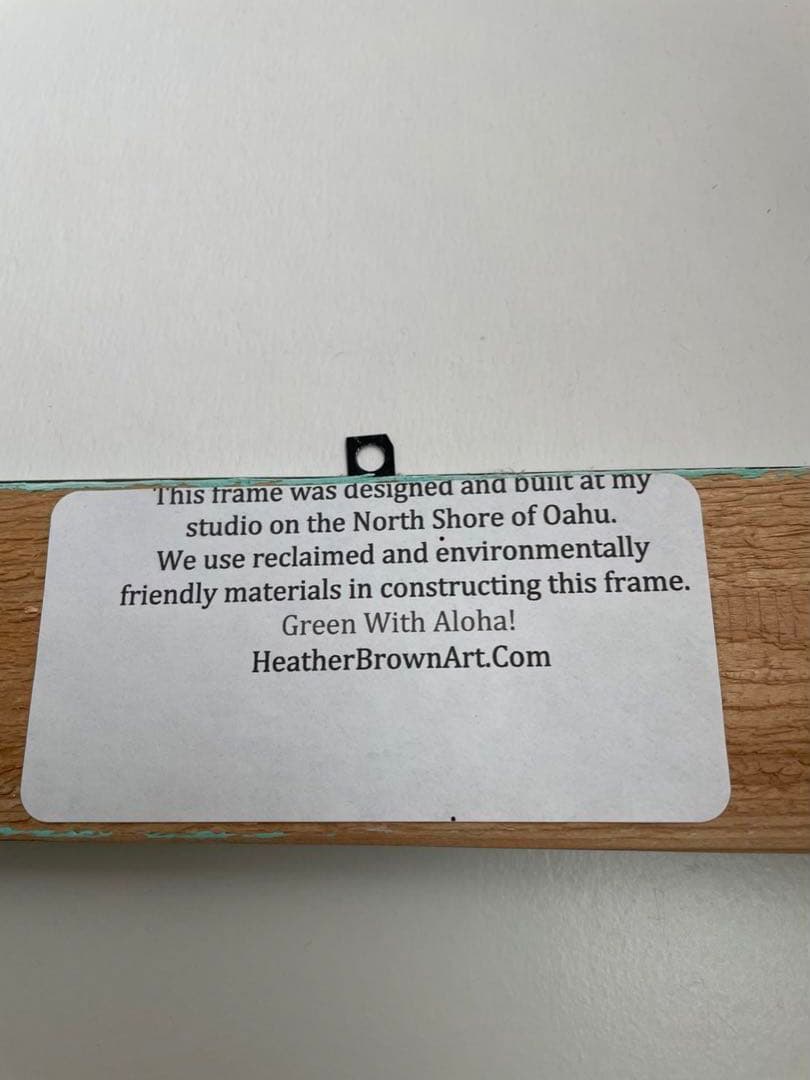 This frame was designed and built at my
studio on the North Shore of Oahu.
We use reclaimed and environmentally
friendly materials in constructing this frame.
Green With Aloha!
HeatherBrownArt.Com